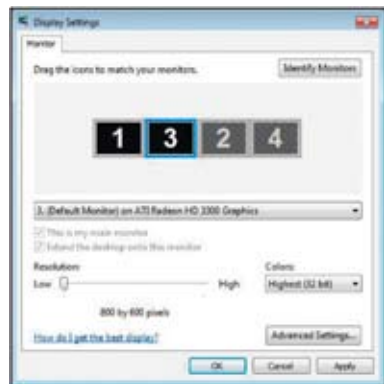 Display Settings
Monitor
Drag the icons to match your monitors.
Identify Monitors
1 3 2 4
3. (Default Monitor) on ATI Radeon HD 3300 Graphics
This is my main monitor
Extend the desktop onto this monitor
Resolution:
Colors:
Low
High
Highest (32 bit)
800 by 600 pixels
How do I get the best display?
Advanced Settings...
OK
Cancel
Apply